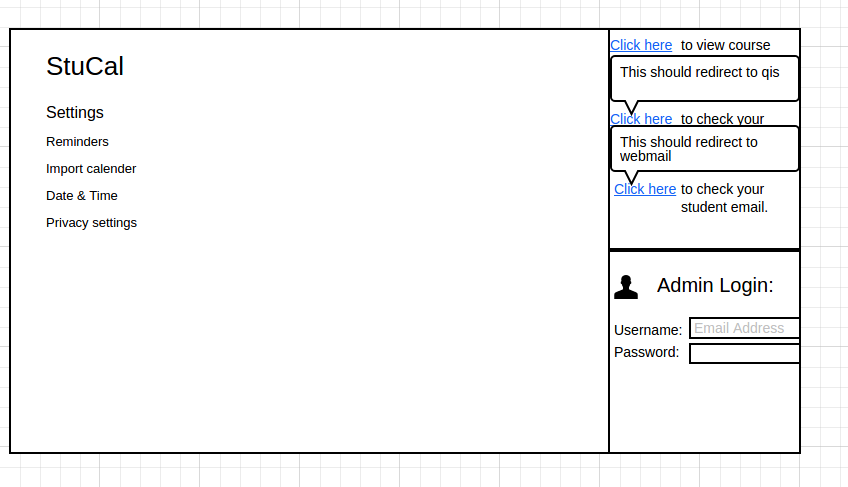 StuCal
Settings
Reminders
Import calender
Date & Time
Privacy settings
Click here to view course
This should redirect to qis
Click here to check your
This should redirect to
webmail
Click here to check your
student email.
Admin Login:
Username: Email Address
Password: